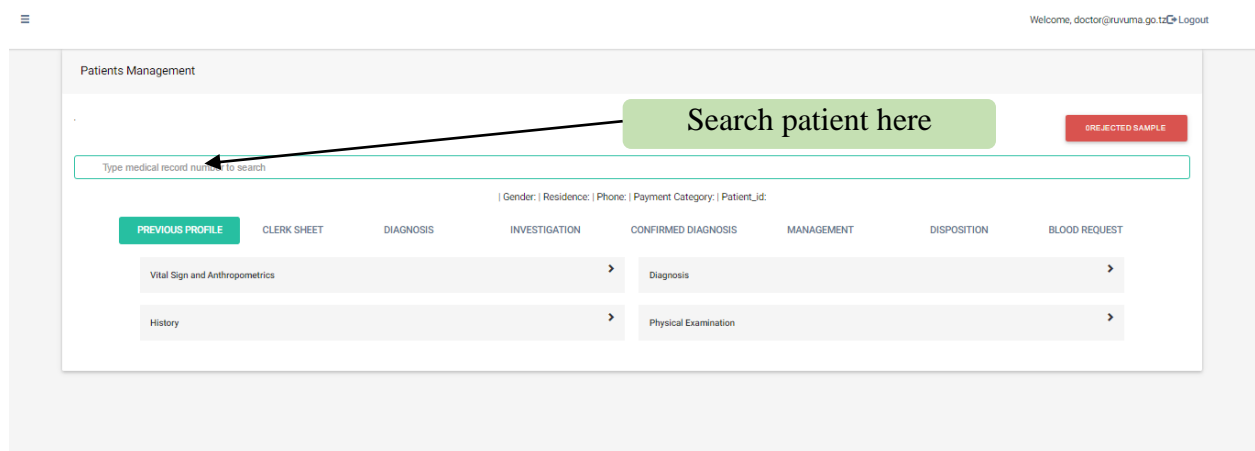 Welcome, doctor@ruvuma.go.tz Logout
Patients Management
Search patient here
0REJECTED SAMPLE
Type medical record number to search
| Gender: | Residence: | Phone: | Payment Category: | Patient_id:
PREVIOUS PROFILE CLERK SHEET DIAGNOSIS INVESTIGATION CONFIRMED DIAGNOSIS MANAGEMENT DISPOSITION BLOOD REQUEST
Vital Sign and Anthropometrics Diagnosis
History Physical Examination